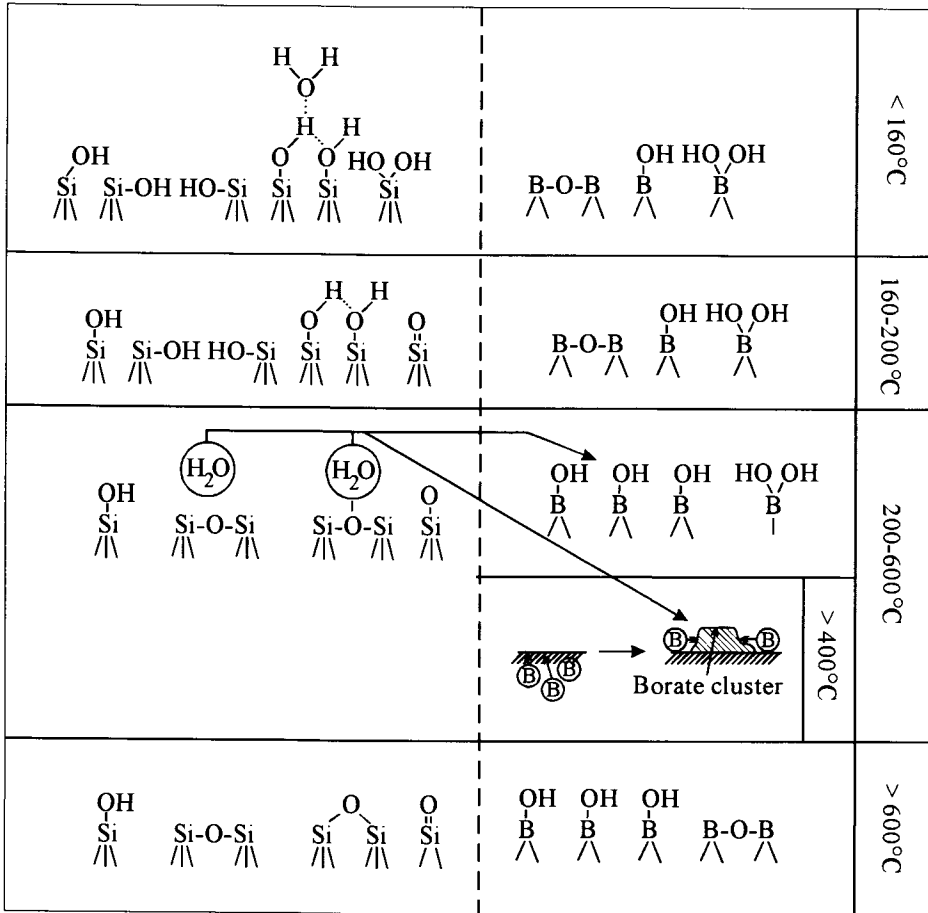 H H
O
H H
OH O O HO OH OH HO OH
Si Si-OH HO-Si Si Si Si B-O-B B B
< 160°C
H H
OH O O O OH HO OH
Si Si-OH HO-Si Si Si Si B-O-B B B
160-200°C
H₂O H₂O
OH OH OH HO OH
OH O B B B B
Si Si-O-Si Si-O-Si Si
200-600°C
B B
B B
B
Borate cluster
> 400°C
OH O O OH OH OH
Si Si-O-Si Si Si Si B B B B-O-B
> 600°C